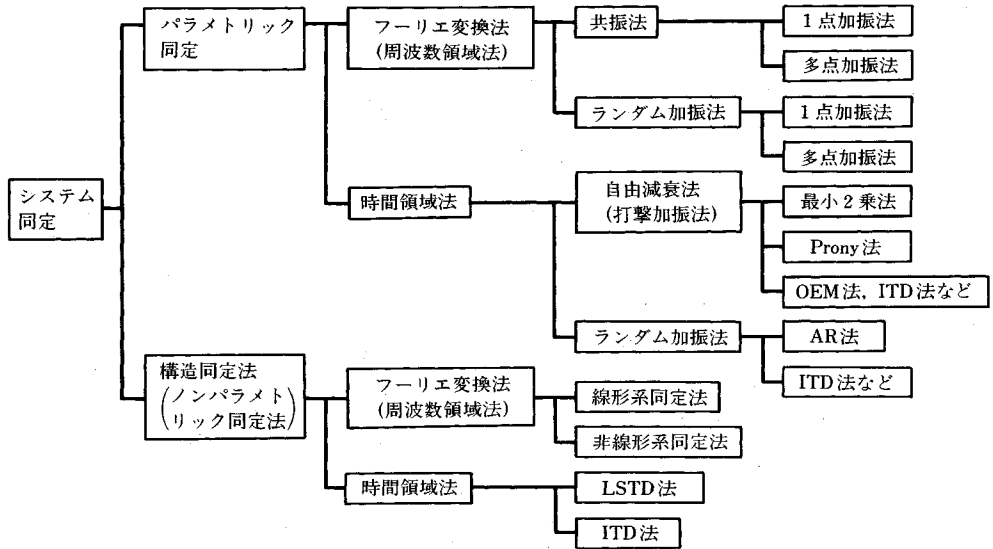 システム
同定
パラメトリック
同定
フーリエ変換法
(周波数領域法)
共振法
1点加振法
多点加振法
ランダム加振法
1点加振法
多点加振法
時間領域法
自由減衰法
(打撃加振法)
最小2乗法
Prony法
OEM法, ITD法など
ランダム加振法
AR法
ITD法など
構造同定法
(ノンパラメト
リック同定法)
フーリエ変換法
(周波数領域法)
線形系同定法
非線形系同定法
時間領域法
LSTD法
ITD法